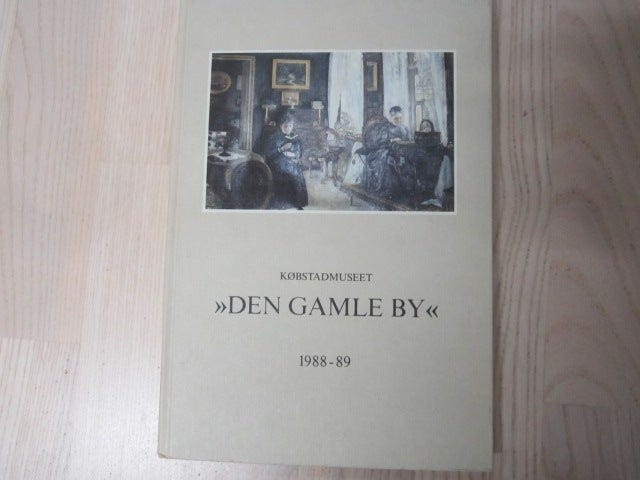 KØBSTADMUSEET
»DEN GAMLE BY«
1988-89